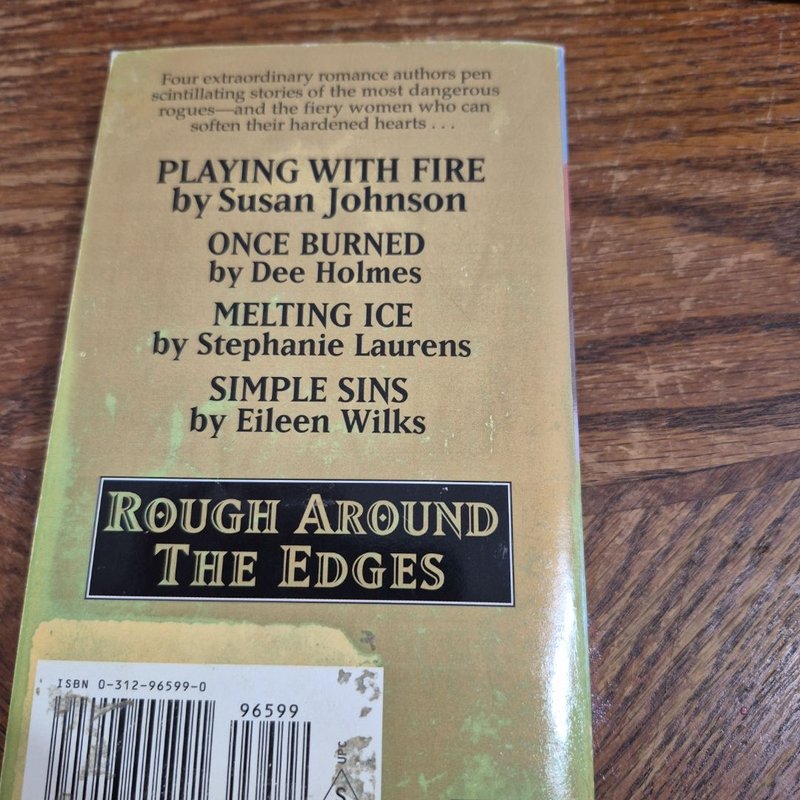 Four extraordinary romance authors pen
scintillating stories of the most dangerous
rogues—and the fiery women who can
soften their hardened hearts . . .
PLAYING WITH FIRE
by Susan Johnson
ONCE BURNED
by Dee Holmes
MELTING ICE
by Stephanie Laurens
SIMPLE SINS
by Eileen Wilks
ROUGH AROUND
THE EDGES
ISBN 0-312-96599-0
96599
UPC
S